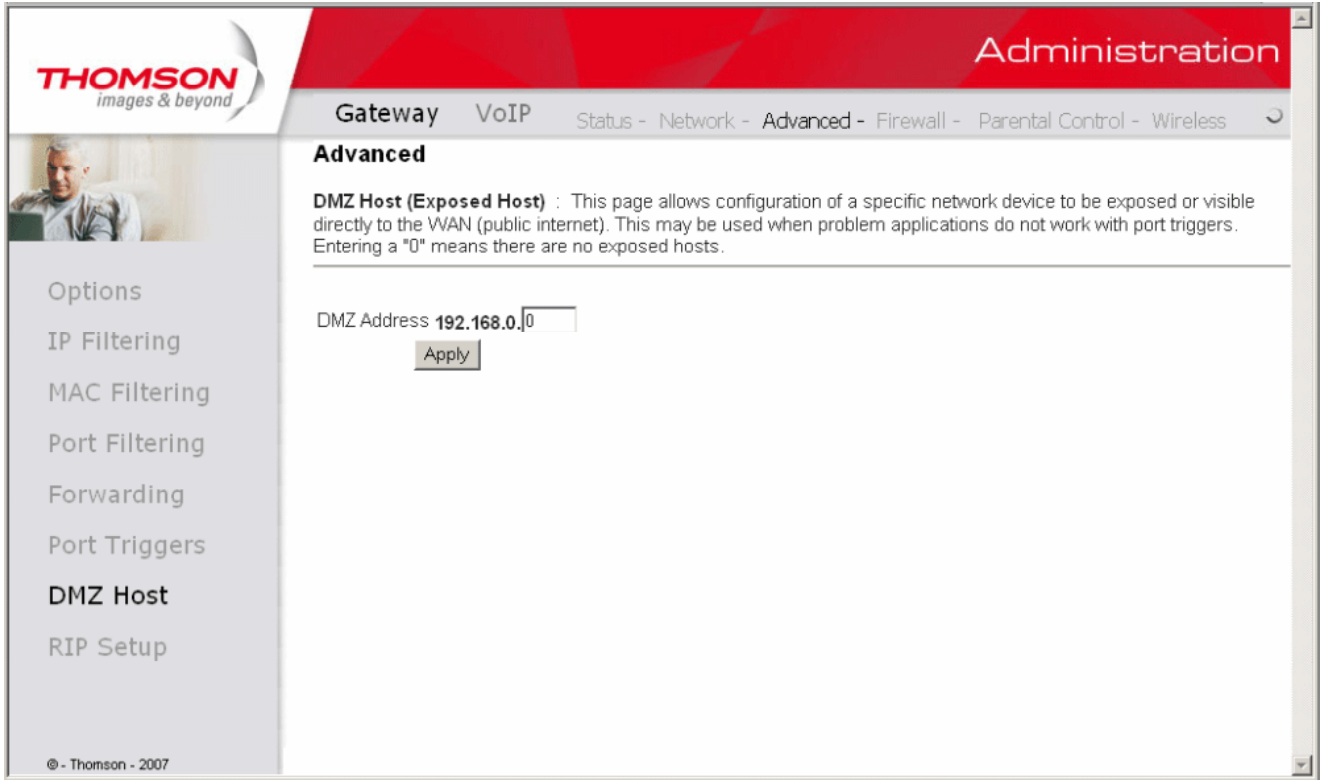 THOMSON
images & beyond
Administration
Gateway VoIP Status - Network - Advanced - Firewall - Parental Control - Wireless
Advanced
DMZ Host (Exposed Host) : This page allows configuration of a specific network device to be exposed or visible
directly to the WAN (public internet). This may be used when problem applications do not work with port triggers.
Entering a "0" means there are no exposed hosts.
Options
IP Filtering
MAC Filtering
Port Filtering
Forwarding
Port Triggers
DMZ Host
RIP Setup
DMZ Address 192.168.0.0
Apply
© - Thomson - 2007